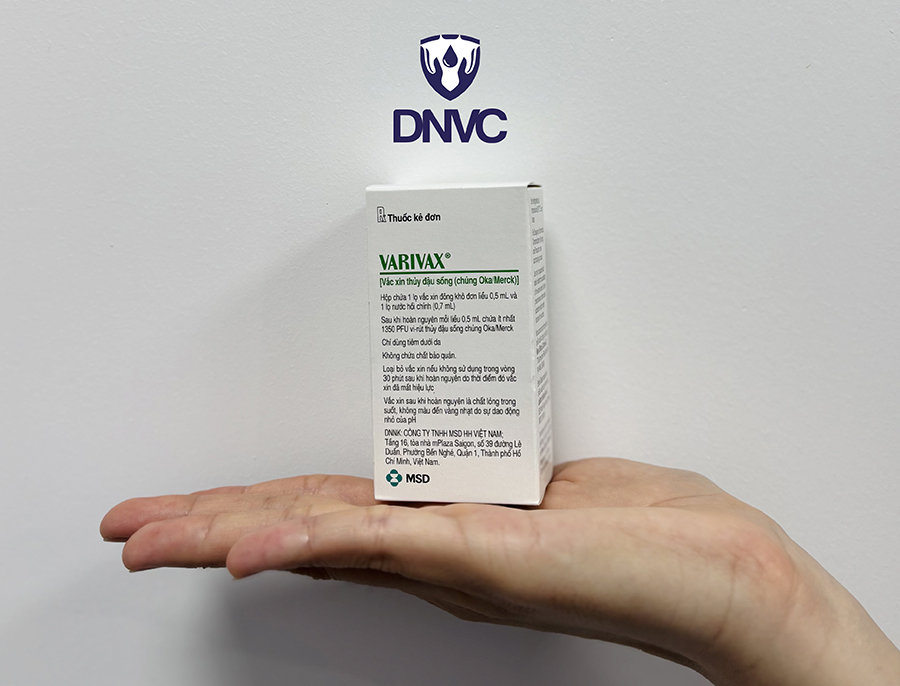 DNVC
Rx Thuốc kê đơn
VARIVAX®
[Vắc xin thủy đậu sống (chủng Oka/Merck)]
Hộp chứa 1 lọ vắc xin đông khô đơn liều 0,5 mL và
1 lọ nước hồi chỉnh (0,7 mL)
Sau khi hoàn nguyên mỗi liều 0,5 mL chứa ít nhất
1350 PFU vi-rút thủy đậu sống chủng Oka/Merck
Chỉ dùng tiêm dưới da
Không chứa chất bảo quản.
Loại bỏ vắc xin nếu không sử dụng trong vòng
30 phút sau khi hoàn nguyên do thời điểm đó vắc
xin đã mất hiệu lực
Vắc xin sau khi hoàn nguyên là chất lỏng trong
suốt, không màu đến vàng nhạt do sự dao động
nhỏ của pH
DNNK: CÔNG TY TNHH MSD HH VIỆT NAM;
Tầng 16, tòa nhà mPlaza Saigon, số 39 đường Lê
Duẩn, Phường Bến Nghé, Quận 1, Thành phố Hồ
Chí Minh, Việt Nam.
MSD